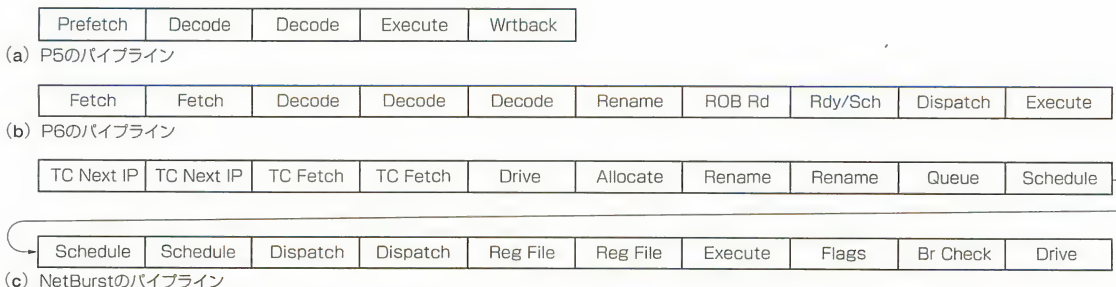 Prefetch Decode Decode Execute Wrtback
(a) P5のパイプライン
Fetch Fetch Decode Decode Decode Rename ROB Rd Rdy/Sch Dispatch Execute
(b) P6のパイプライン
TC Next IP TC Next IP TC Fetch TC Fetch Drive Allocate Rename Rename Queue Schedule
Schedule Schedule Dispatch Dispatch Reg File Reg File Execute Flags Br Check Drive
(c) NetBurstのパイプライン